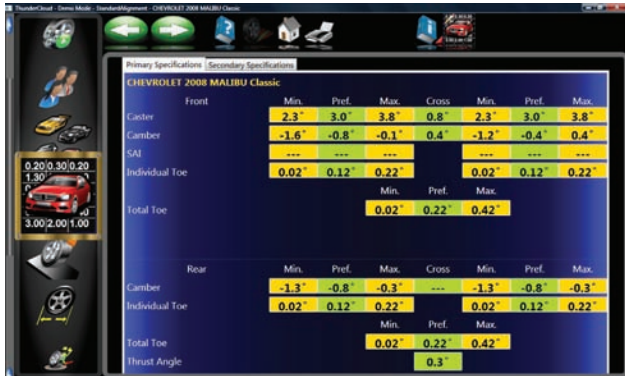 ThunderCloud - Demo Mode - StandardAlignment - CHEVROLET 2008 MALIBU Classic
Primary Specifications Secondary Specifications
CHEVROLET 2008 MALIBU Classic
Front Min. Pref. Max. Cross Min. Pref. Max.
Caster 2.3° 3.0° 3.8° 0.8° 2.3° 3.0° 3.8°
Camber -1.6° -0.8° -0.1° 0.4° -1.2° -0.4° 0.4°
SAI --- --- --- --- --- ---
Individual Toe 0.02° 0.12° 0.22° 0.02° 0.12° 0.22°
Min. Pref. Max.
Total Toe 0.02° 0.22° 0.42°
Rear Min. Pref. Max. Cross Min. Pref. Max.
Camber -1.3° -0.8° -0.3° --- -1.3° -0.8° -0.3°
Individual Toe 0.02° 0.12° 0.22° 0.02° 0.12° 0.22°
Min. Pref. Max.
Total Toe 0.02° 0.22° 0.42°
Thrust Angle 0.3°
0.20 0.30 0.20
1.30
3.00 2.00 1.00